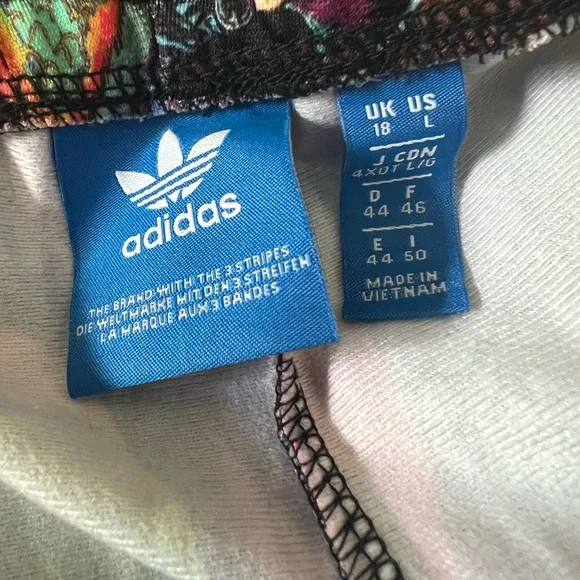 adidas
THE BRAND WITH THE 3 STRIPES
DIE WELTMARKE MIT DEN 3 STREIFEN
LA MARQUE AUX 3 BANDES
UK US
18 L
J CDN
4XOT L/G
D F
44 46
E I
44 50
MADE IN
VIETNAM